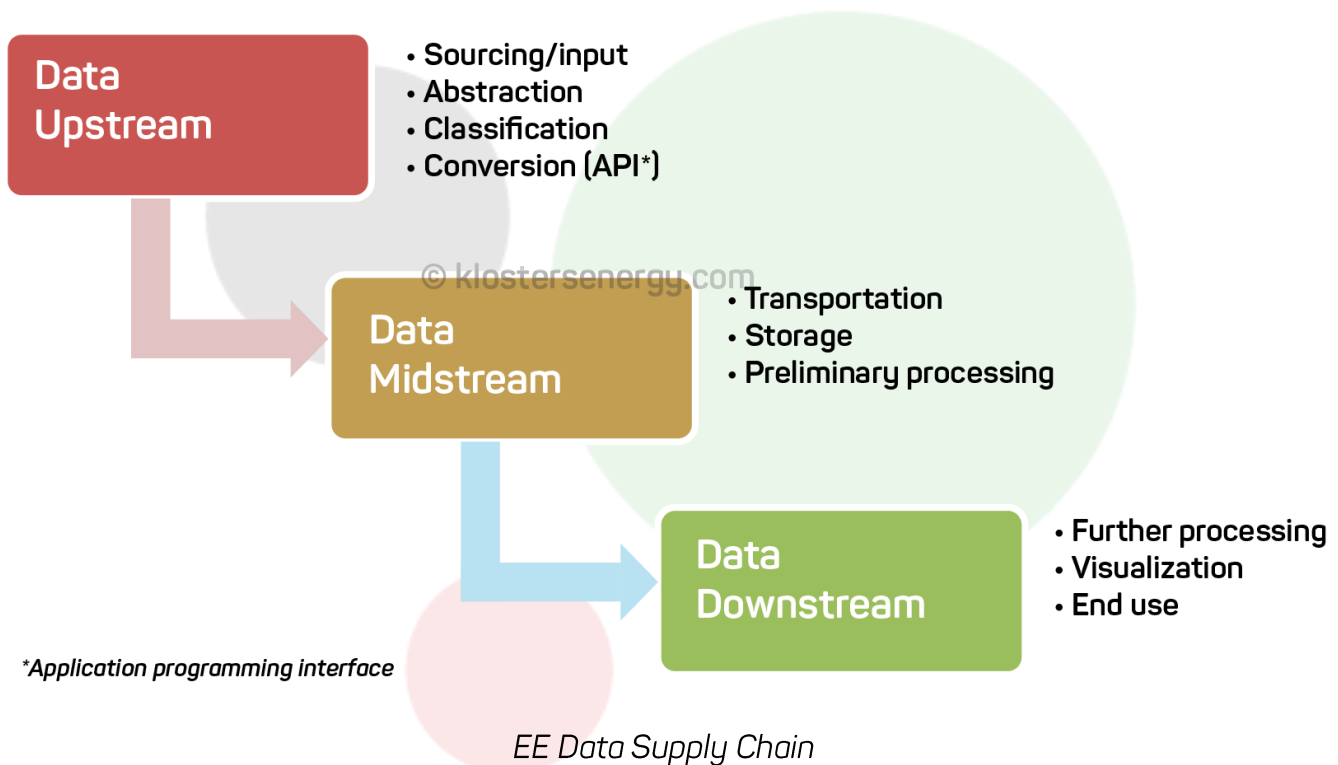 Data
Upstream
• Sourcing/input
• Abstraction
• Classification
• Conversion (API*)
© klostersenergy.com
Data
Midstream
• Transportation
• Storage
• Preliminary processing
Data
Downstream
• Further processing
• Visualization
• End use
*Application programming interface
EE Data Supply Chain